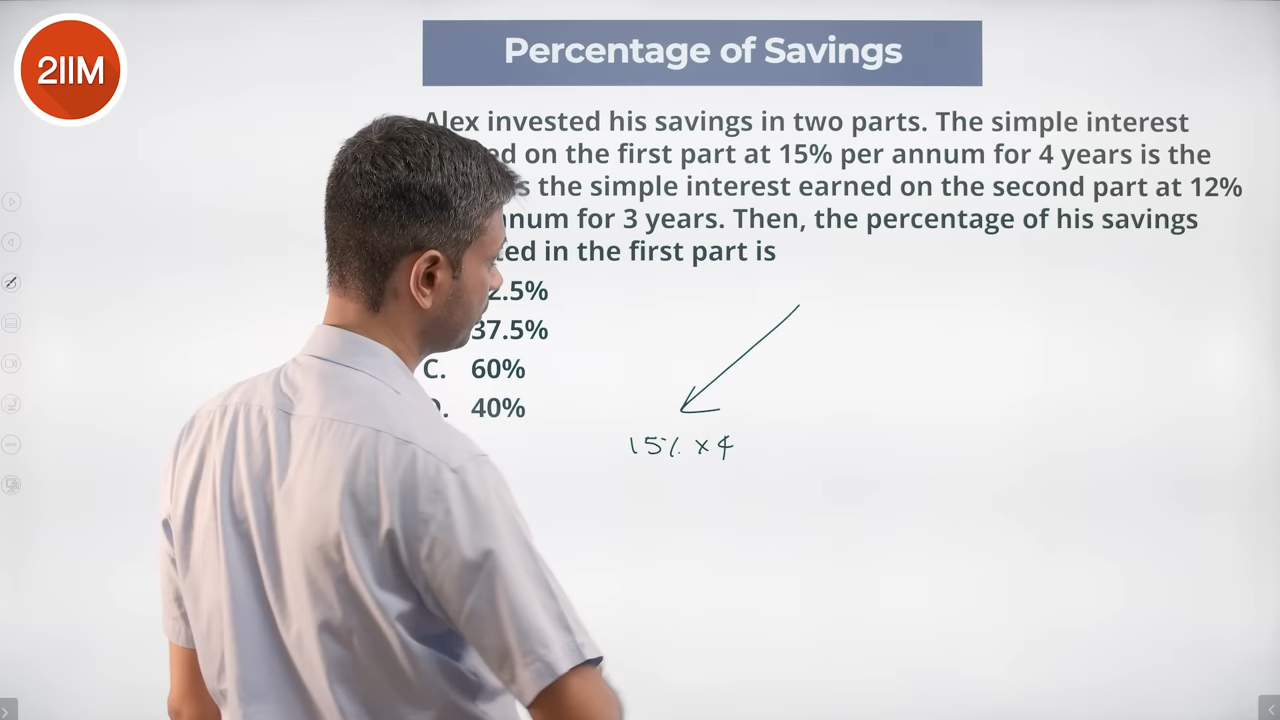 2IIM
Percentage of Savings
Alex invested his savings in two parts. The simple interest
on the first part at 15% per annum for 4 years is the
the simple interest earned on the second part at 12%
for 3 years. Then, the percentage of his savings
in the first part is
37.5%
C. 60%
40%
15% × 4